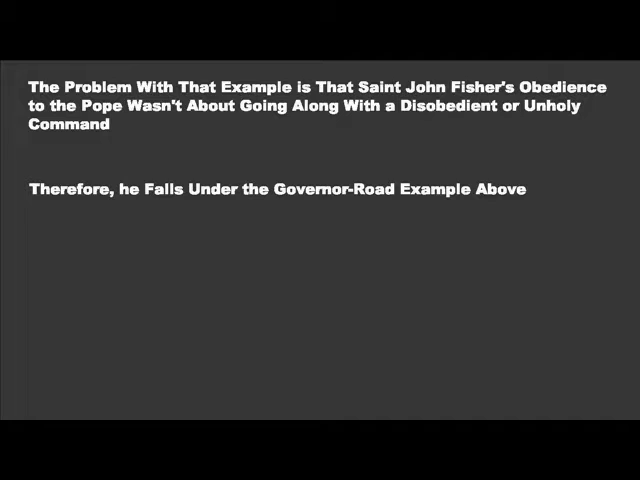 The Problem With That Example is That Saint John Fisher's Obedience
to the Pope Wasn't About Going Along With a Disobedient or Unholy
Command
Therefore, he Falls Under the Governor-Road Example Above